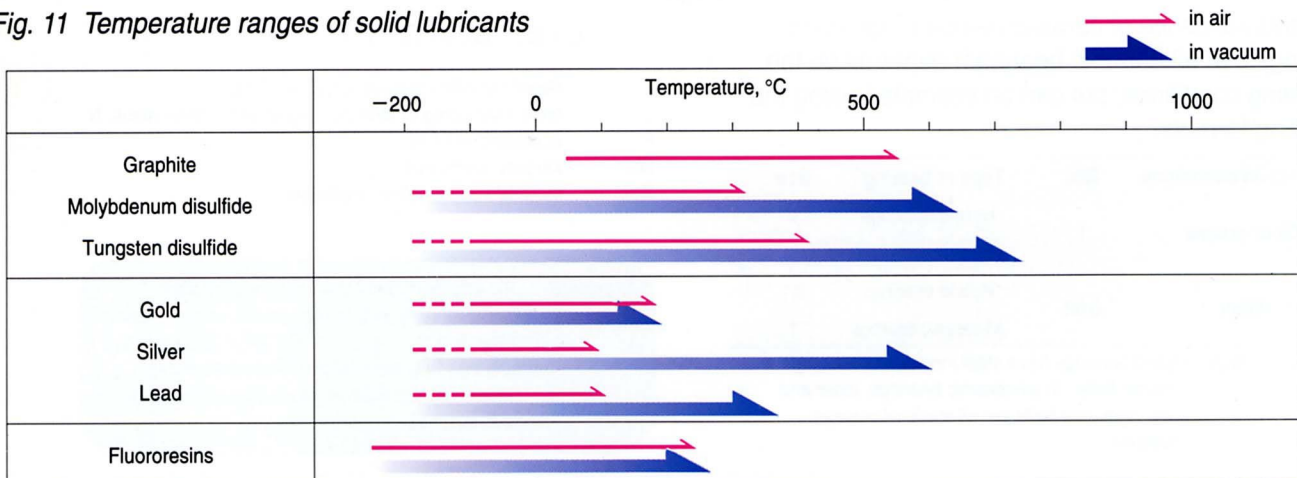 Fig. 11 Temperature ranges of solid lubricants
in air
in vacuum
Temperature, °C
−200 0 500 1000
Graphite
Molybdenum disulfide
Tungsten disulfide
Gold
Silver
Lead
Fluororesins